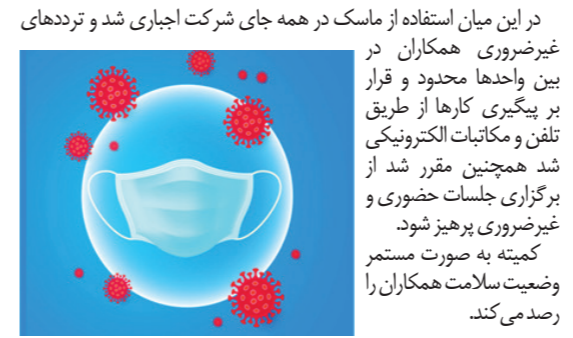 در این میان استفاده از ماسک در همه جای شرکت اجباری شد و ترددهای
غیرضروری همکاران در
بین واحدها محدود و قرار
بر پیگیری کارها از طریق
تلفن و مکاتبات الکترونیکی
شد همچنین مقرر شد از
برگزاری جلسات حضوری و
غیرضروری پرهیز شود.
کمیته به صورت مستمر
وضعیت سلامت همکاران را
رصد می‌کند.